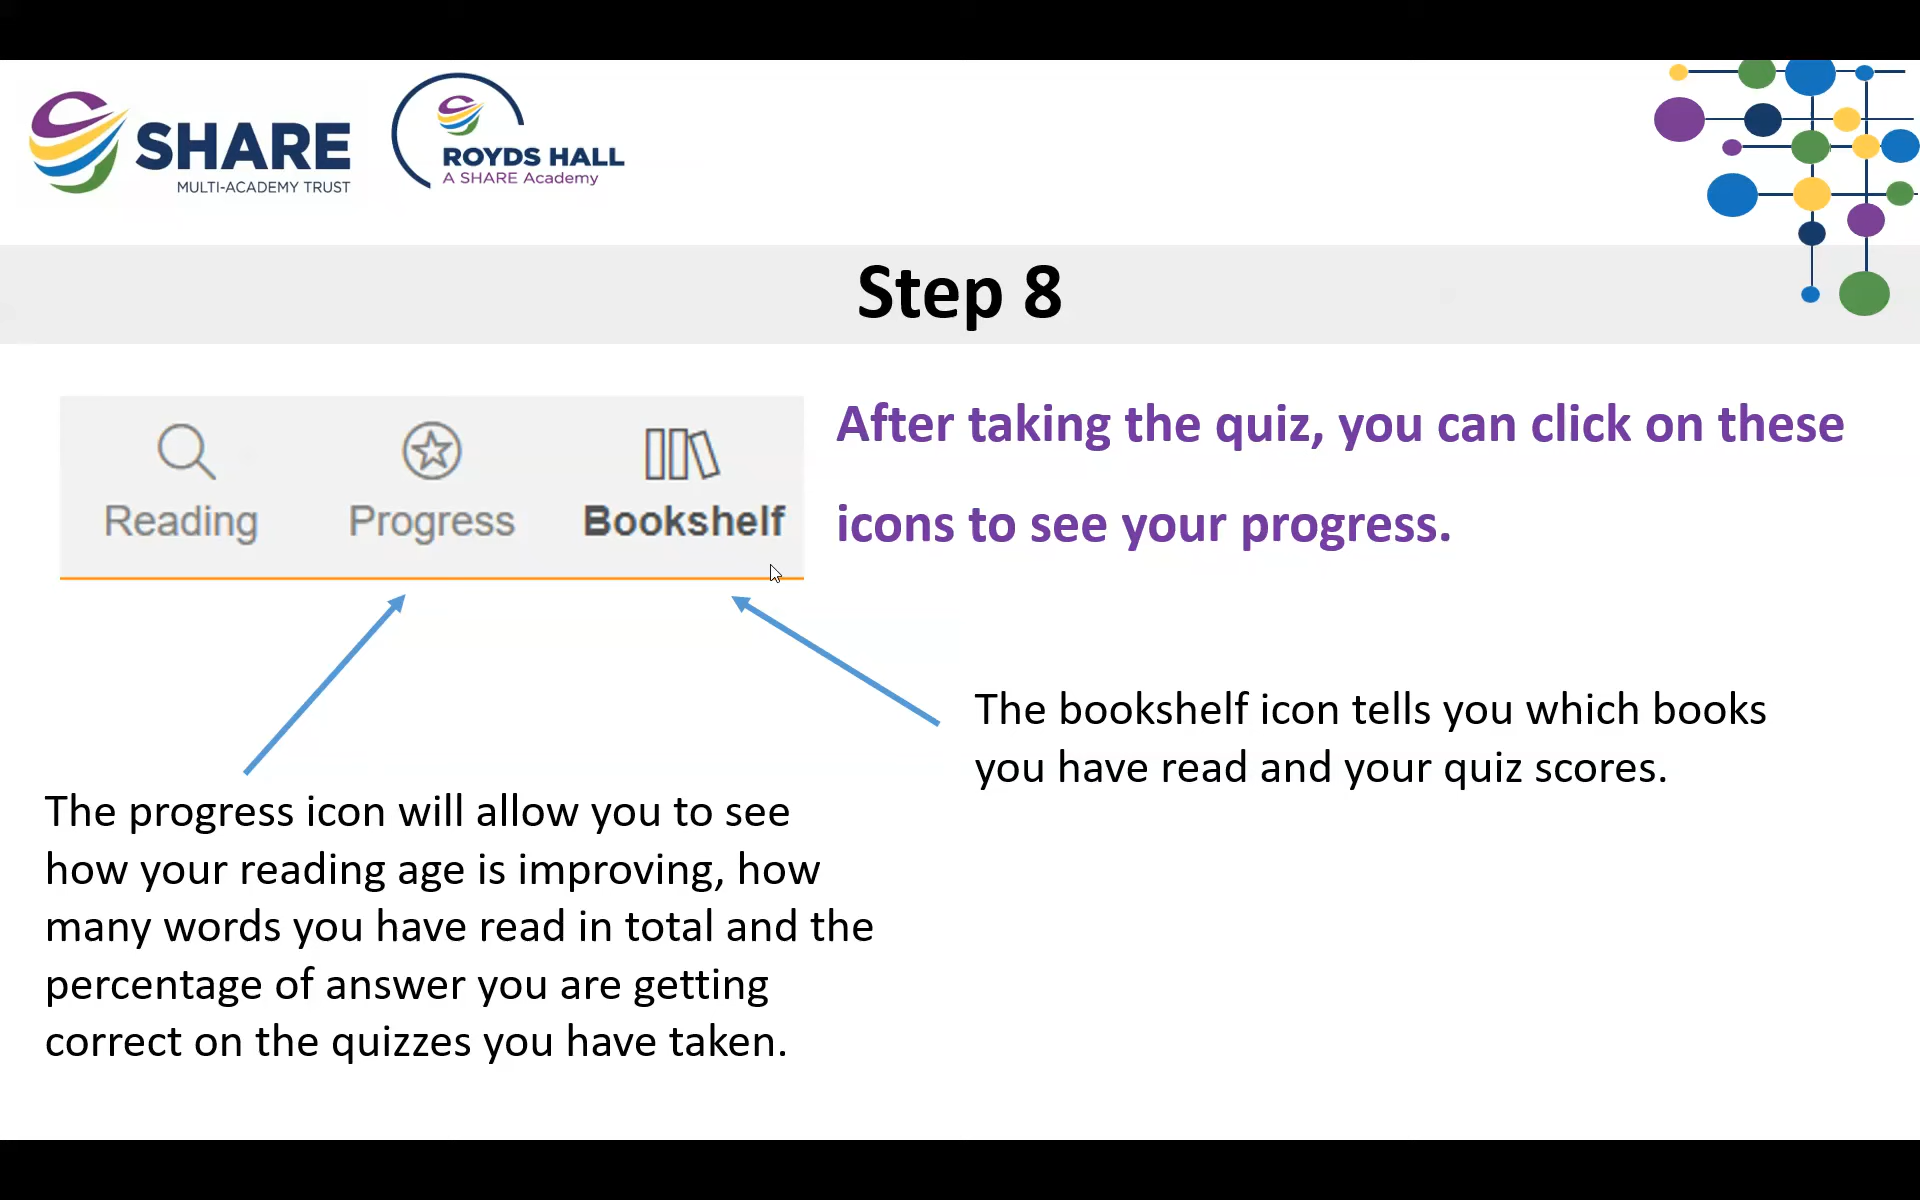 SHARE
MULTI-ACADEMY TRUST
ROYDS HALL
A SHARE Academy
Step 8
Reading
Progress
Bookshelf
After taking the quiz, you can click on these
icons to see your progress.
The bookshelf icon tells you which books
you have read and your quiz scores.
The progress icon will allow you to see
how your reading age is improving, how
many words you have read in total and the
percentage of answer you are getting
correct on the quizzes you have taken.